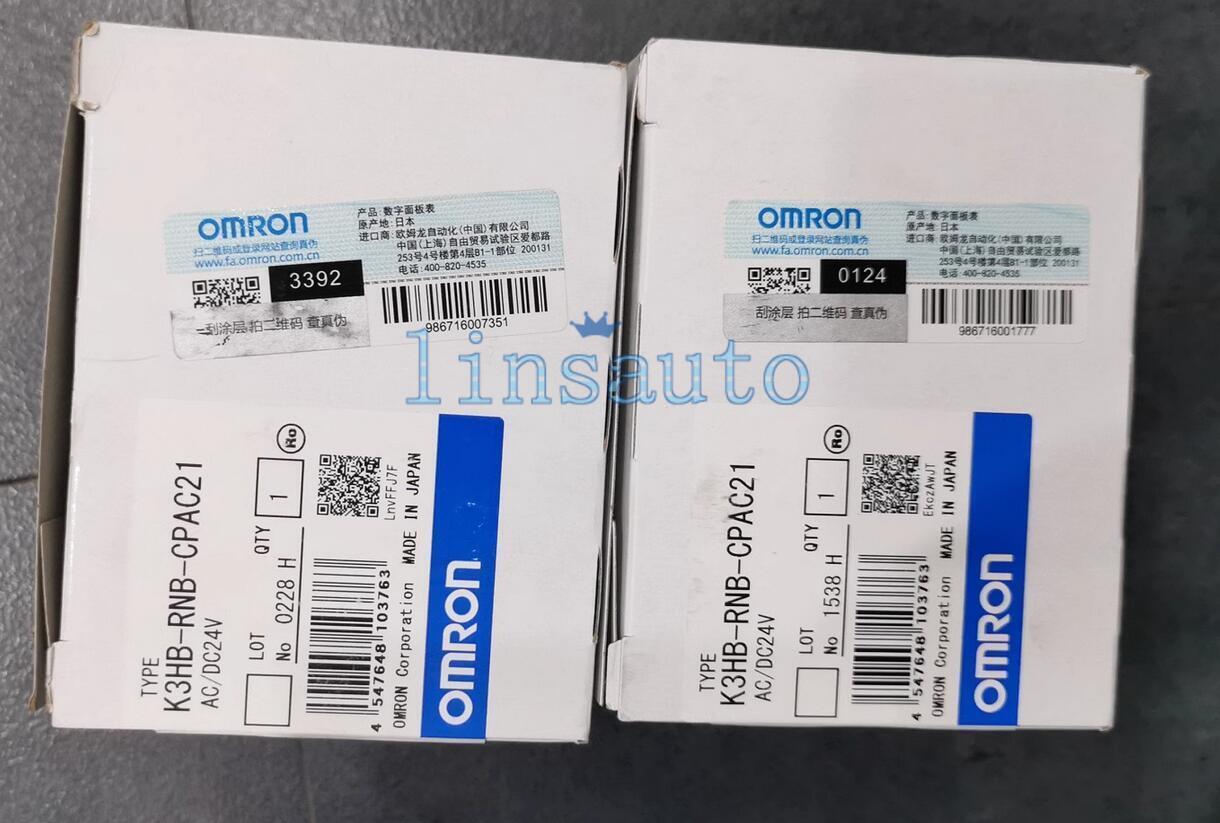 OMRON
扫二维码或登录网站查询真伪
www.fa.omron.com.cn
3392
刮涂层 拍二维码 查真伪
产品: 数字面板表
原产地: 日本
进口商: 欧姆龙自动化(中国)有限公司
中国(上海)自由贸易试验区爱都路
253号4号楼第4层B1-1部位 200131
电话: 400-820-4535
986716007351
OMRON
扫二维码或登录网站查询真伪
www.fa.omron.com.cn
0124
刮涂层 拍二维码 查真伪
产品: 数字面板表
原产地: 日本
进口商: 欧姆龙自动化(中国)有限公司
中国(上海)自由贸易试验区爱都路
253号4号楼第4层B1-1部位 200131
电话: 400-820-4535
986716001777
linsauto
TYPE
K3HB-RNB-CPAC21
AC/DC24V
LOT
No 0228 H
QTY
1
Ro
LnvFFJ7F
4 547648 103763
OMRON Corporation MADE IN JAPAN
OMRON
TYPE
K3HB-RNB-CPAC21
AC/DC24V
LOT
No 1538 H
QTY
1
Ro
EkczAwJT
4 547648 103763
OMRON Corporation MADE IN JAPAN
OMRON